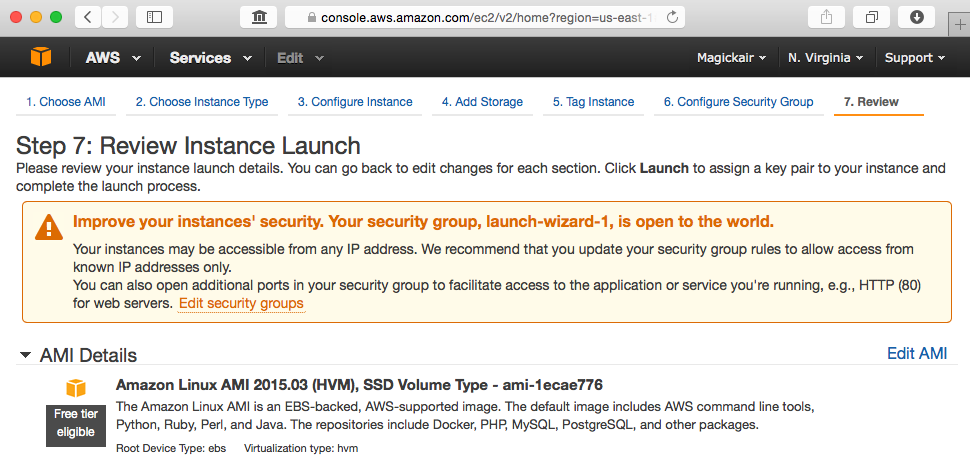 console.aws.amazon.com/ec2/v2/home?region=us-east-1
AWS Services Edit Magickair N. Virginia Support
1. Choose AMI 2. Choose Instance Type 3. Configure Instance 4. Add Storage 5. Tag Instance 6. Configure Security Group 7. Review
Step 7: Review Instance Launch
Please review your instance launch details. You can go back to edit changes for each section. Click Launch to assign a key pair to your instance and
complete the launch process.
Improve your instances' security. Your security group, launch-wizard-1, is open to the world.
Your instances may be accessible from any IP address. We recommend that you update your security group rules to allow access from
known IP addresses only.
You can also open additional ports in your security group to facilitate access to the application or service you're running, e.g., HTTP (80)
for web servers. Edit security groups
AMI Details Edit AMI
Amazon Linux AMI 2015.03 (HVM), SSD Volume Type - ami-1ecae776
Free tier
eligible
The Amazon Linux AMI is an EBS-backed, AWS-supported image. The default image includes AWS command line tools,
Python, Ruby, Perl, and Java. The repositories include Docker, PHP, MySQL, PostgreSQL, and other packages.
Root Device Type: ebs Virtualization type: hvm